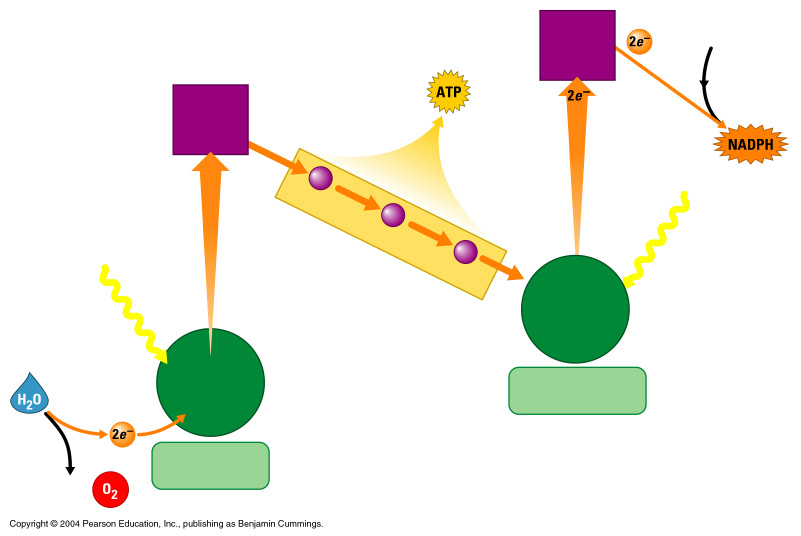 2e⁻
ATP
2e⁻
NADPH
H₂O
2e⁻
O₂
Copyright © 2004 Pearson Education, Inc., publishing as Benjamin Cummings.